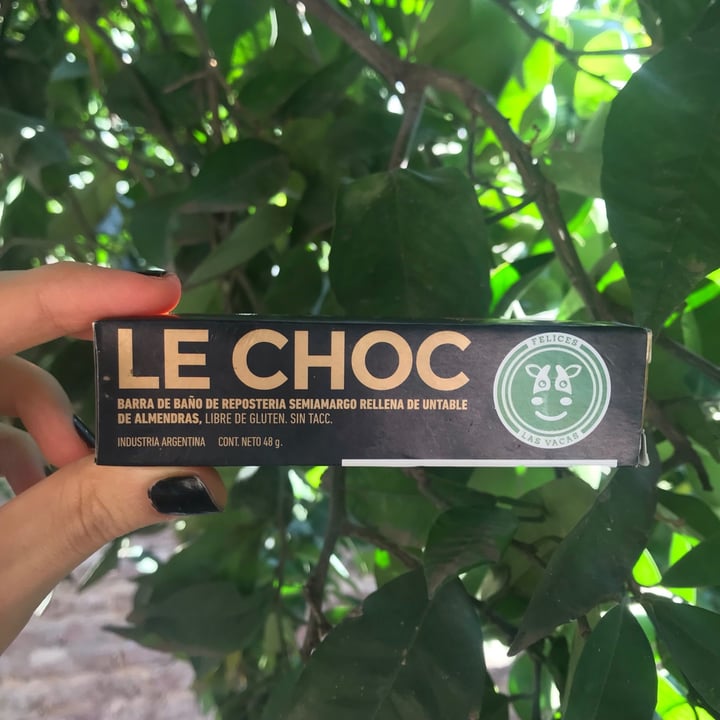 LE CHOC
BARRA DE BAÑO DE REPOSTERIA SEMIAMARGO RELLENA DE UNTABLE
DE ALMENDRAS, LIBRE DE GLUTEN. SIN TACC.
INDUSTRIA ARGENTINA CONT. NETO 48 g.
FELICES
LAS VACAS